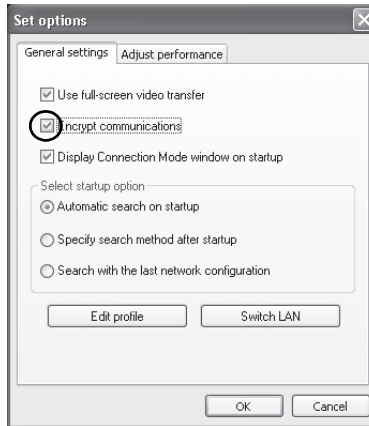 Set options
General settings Adjust performance
Use full-screen video transfer
Encrypt communications
Display Connection Mode window on startup
Select startup option
Automatic search on startup
Specify search method after startup
Search with the last network configuration
Edit profile Switch LAN
OK Cancel